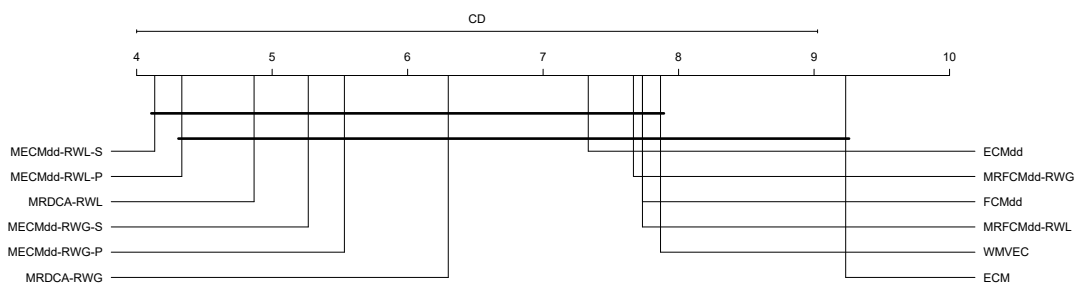 CD
4 5 6 7 8 9 10
MECMdd-RWL-S
MECMdd-RWL-P
MRDCA-RWL
MECMdd-RWG-S
MECMdd-RWG-P
MRDCA-RWG
ECMdd
MRFCMdd-RWG
FCMdd
MRFCMdd-RWL
WMVEC
ECM